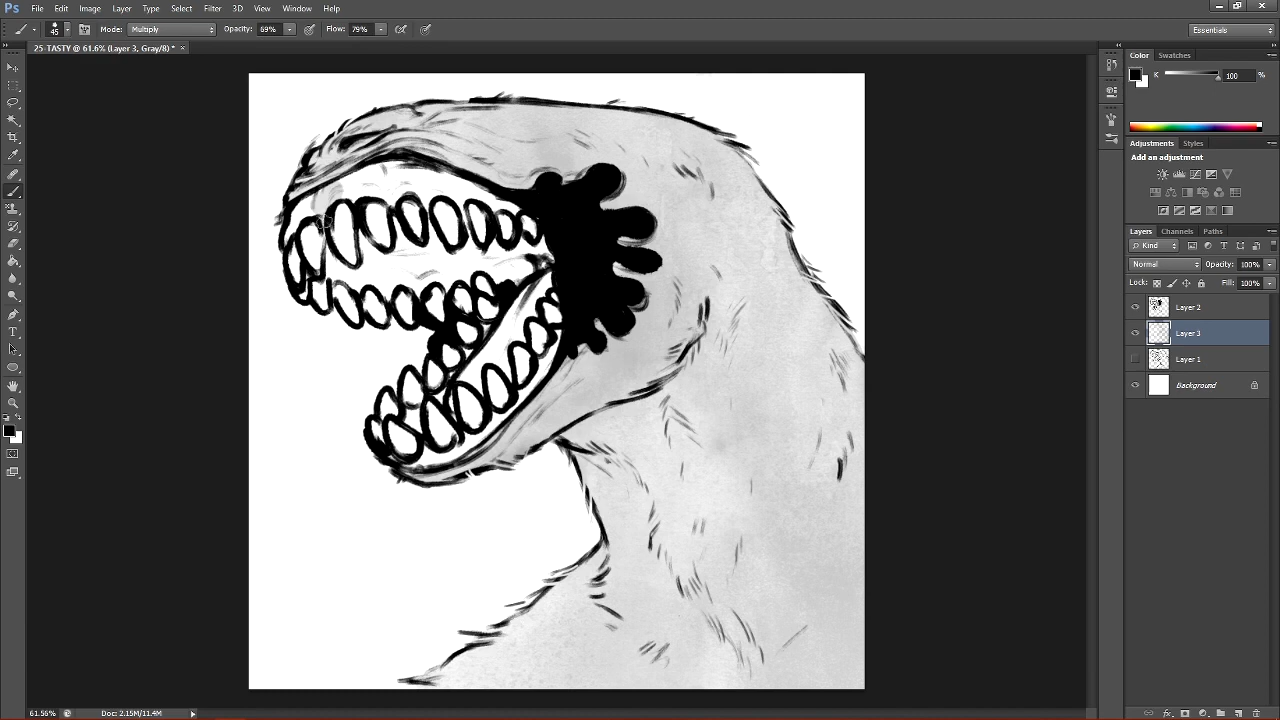 Ps File Edit Image Layer Type Select Filter 3D View Window Help
45 Mode: Multiply Opacity: 69% Flow: 79% Essentials
25-TASTY @ 61.6% (Layer 3, Gray/8) * ×
Color Swatches
K 100 %
Adjustments Styles
Add an adjustment
Layers Channels Paths
Kind
Normal Opacity: 100%
Lock: Fill: 100%
Layer 2
Layer 3
Layer 1
Background
61.56% Doc: 2.15M/11.4M